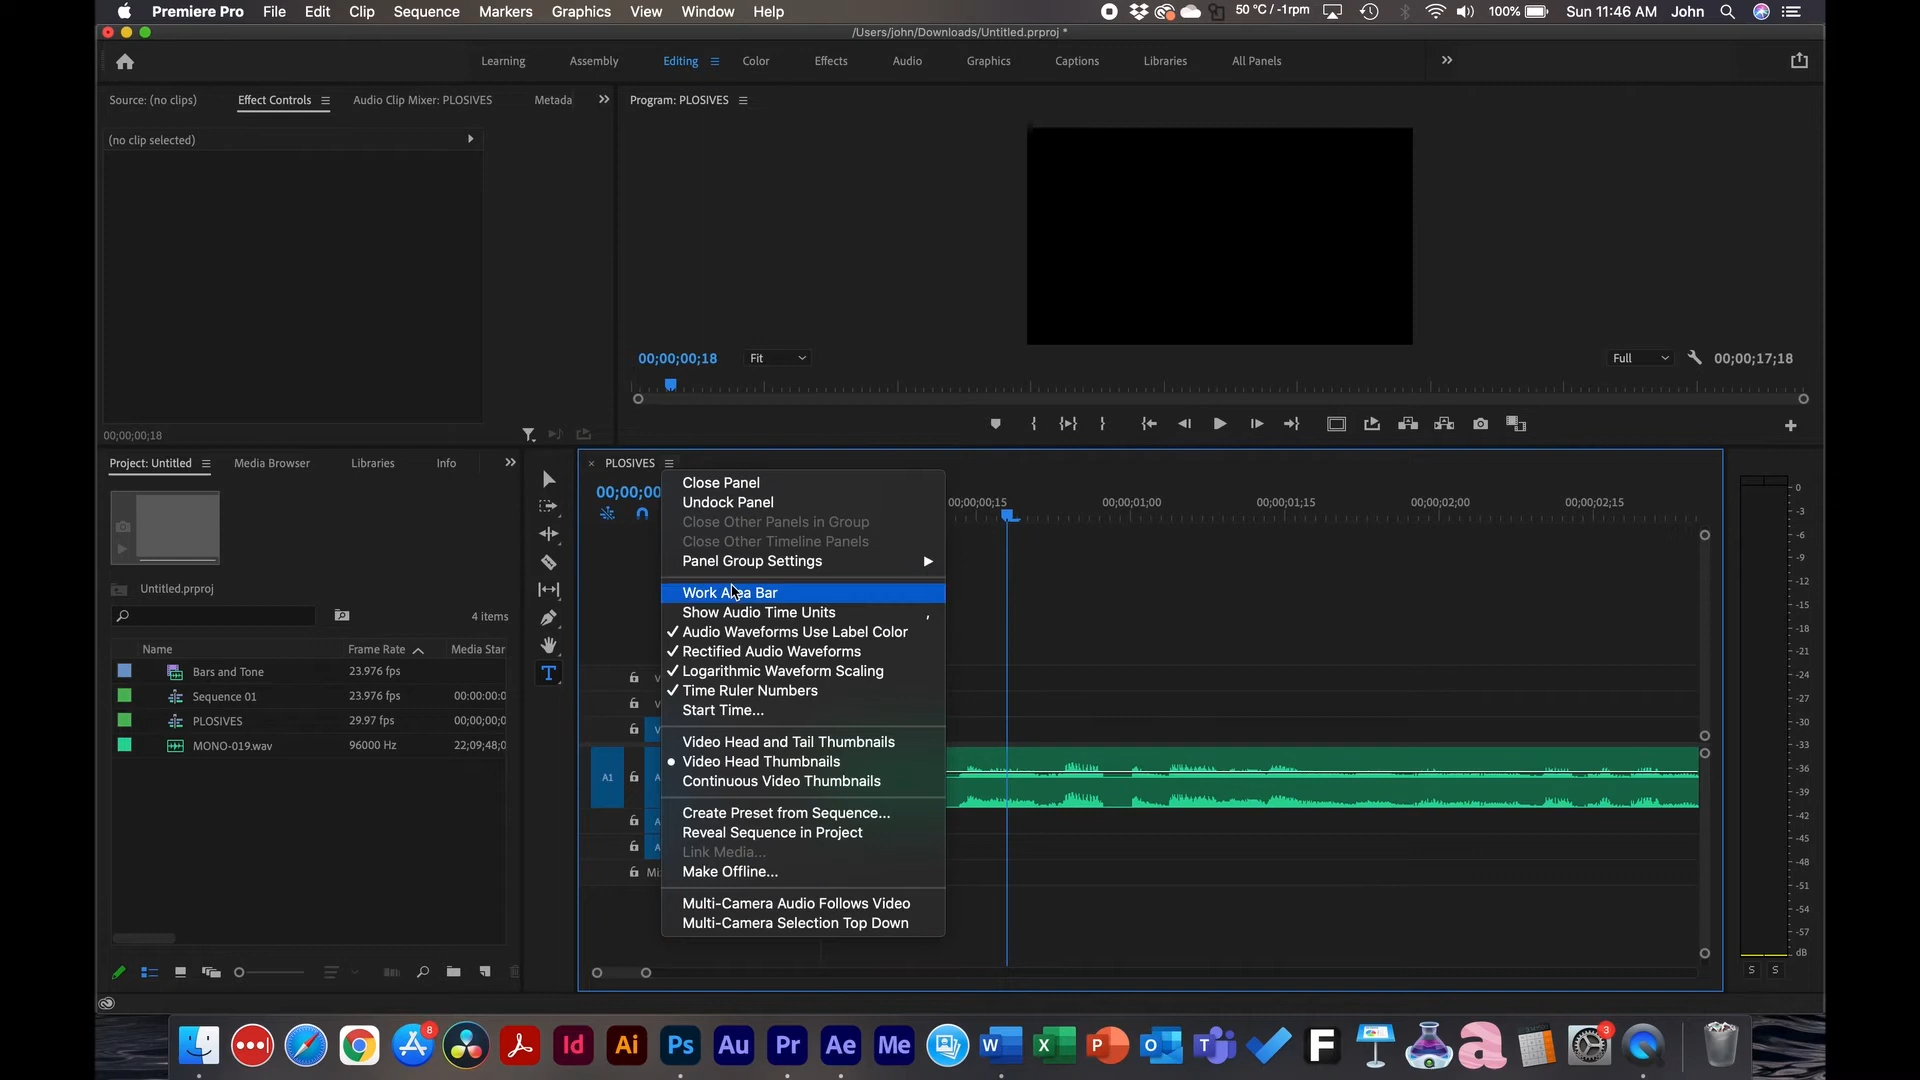 Premiere Pro File Edit Clip Sequence Markers Graphics View Window Help
50 °C / -1rpm 100% Sun 11:46 AM John
/Users/john/Downloads/Untitled.prproj *
Learning Assembly Editing Color Effects Audio Graphics Captions Libraries All Panels
Source: (no clips) Effect Controls Audio Clip Mixer: PLOSIVES Metada
(no clip selected)
00;00;00;18
Program: PLOSIVES
00;00;00;18 Fit Full 00;00;17;18
Project: Untitled Media Browser Libraries Info
Untitled.prproj
4 items
Name Frame Rate Media Star
Bars and Tone 23.976 fps
Sequence 01 23.976 fps 00:00:00:0
PLOSIVES 29.97 fps 00;00;00;0
MONO-019.wav 96000 Hz 22;09;48;0
PLOSIVES
00;00;00
00;00;00;15 00;00;01;00 00;00;01;15 00;00;02;00 00;00;02;15
Close Panel
Undock Panel
Close Other Panels in Group
Close Other Timeline Panels
Panel Group Settings
Work Area Bar
Show Audio Time Units ,
Audio Waveforms Use Label Color
Rectified Audio Waveforms
Logarithmic Waveform Scaling
Time Ruler Numbers
Start Time...
Video Head and Tail Thumbnails
Video Head Thumbnails
Continuous Video Thumbnails
Create Preset from Sequence...
Reveal Sequence in Project
Link Media...
Make Offline...
Multi-Camera Audio Follows Video
Multi-Camera Selection Top Down
V
V
V
A1 A
A
A
Mi
0
-3
-6
-9
-12
-15
-18
-21
-24
-27
-30
-33
-36
-39
-42
-45
-48
-51
-54
-57
dB
S S
8 Id Ai Ps Au Pr Ae Me W X P O T F a 3